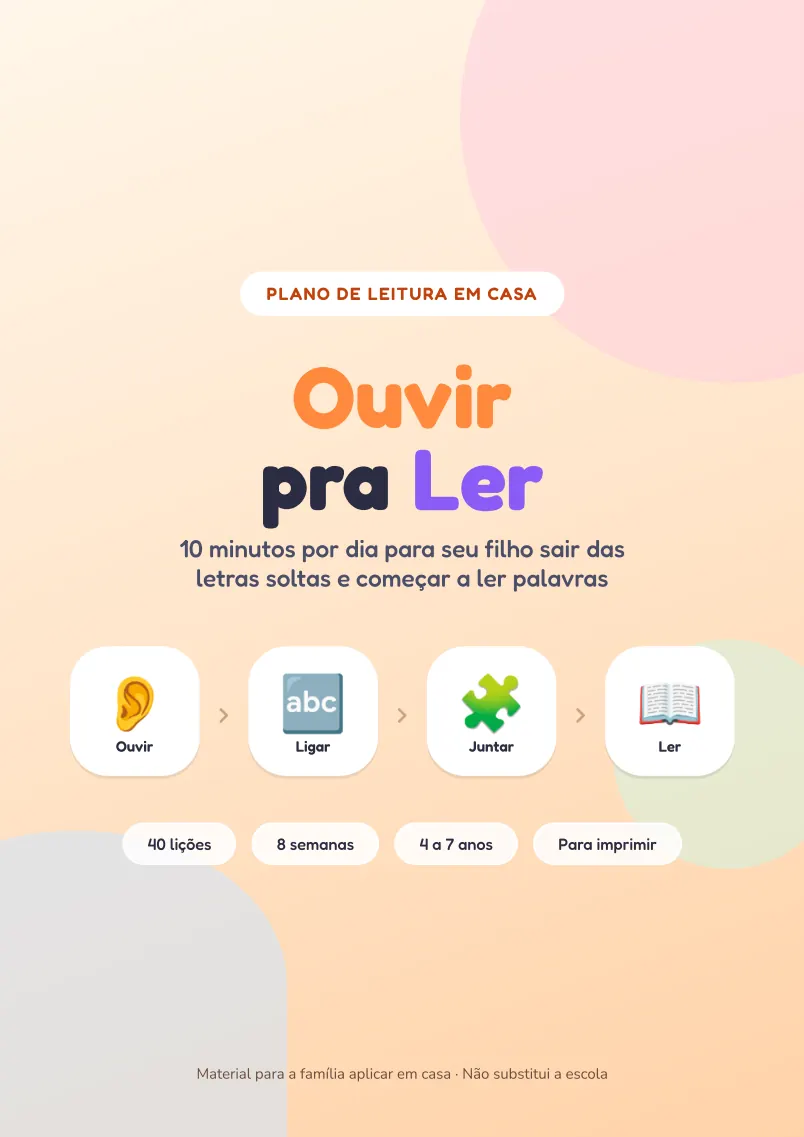 PLANO DE LEITURA EM CASA
Ouvir
pra Ler
10 minutos por dia para seu filho sair das
letras soltas e começar a ler palavras
abc
Ouvir
Ligar
Juntar
Ler
40 lições
8 semanas
4 a 7 anos
Para imprimir
Material para a família aplicar em casa · Não substitui a escola